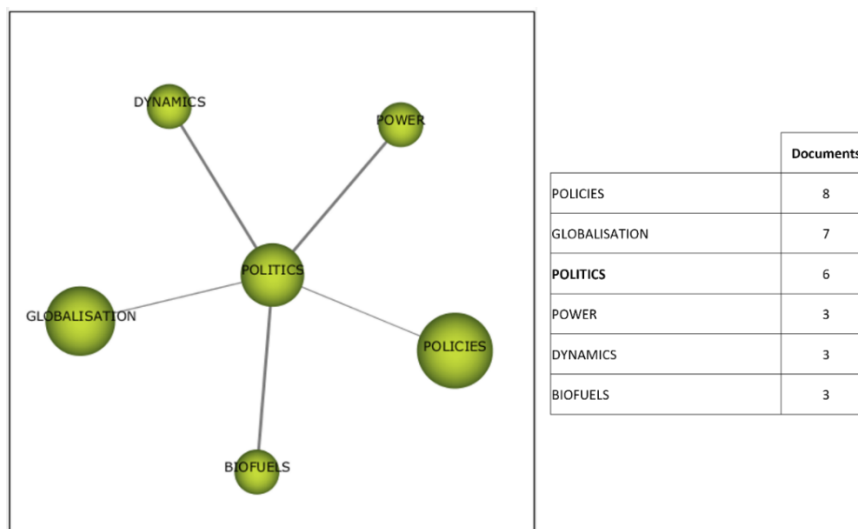 DYNAMICS
POWER
POLITICS
GLOBALISATION
POLICIES
BIOFUELS
Documents
POLICIES 8
GLOBALISATION 7
POLITICS 6
POWER 3
DYNAMICS 3
BIOFUELS 3